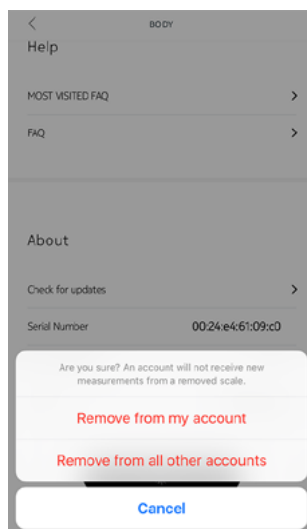 BODY
Help
MOST VISITED FAQ
FAQ
About
Check for updates
Serial Number 00:24:e4:61:09:c0
Are you sure? An account will not receive new
measurements from a removed scale.
Remove from my account
Remove from all other accounts
Cancel